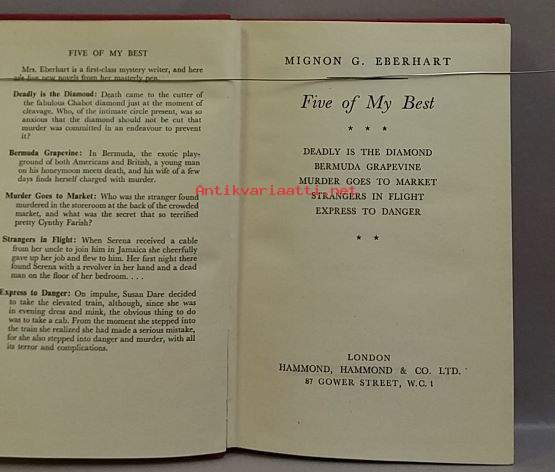 FIVE OF MY BEST
Mrs. Eberhart is a first-class mystery writer, and here
are five new novels from her masterly pen.
Deadly is the Diamond: Death came to the cutter of
the fabulous Chabot diamond just at the moment of
cleavage. Who, of the intimate circle present, was so
anxious that the diamond should not be cut that
murder was committed in an endeavour to prevent
it?
Bermuda Grapevine: In Bermuda, the exotic play-
ground of both Americans and British, a young man
on his honeymoon meets death, and his wife of a few
days finds herself charged with murder.
Murder Goes to Market: Who was the stranger found
murdered in the storeroom at the back of the crowded
market, and what was the secret that so terrified
pretty Cynthy Farish?
Strangers in Flight: When Serena received a cable
from her uncle to join him in Jamaica she cheerfully
gave up her job and flew to him. Her first night there
found Serena with a revolver in her hand and a dead
man on the floor of her bedroom. . . .
Express to Danger: On impulse, Susan Dare decided
to take the elevated train, although, since she was
in evening dress and mink, the obvious thing to do
was to take a cab. From the moment she stepped into
the train she realized she had made a serious mistake,
for she also stepped into danger and murder, with all
its terror and complications.
MIGNON G. EBERHART
Five of My Best
* * *
DEADLY IS THE DIAMOND
BERMUDA GRAPEVINE
MURDER GOES TO MARKET
STRANGERS IN FLIGHT
EXPRESS TO DANGER
* *
LONDON
HAMMOND, HAMMOND & CO. LTD.
87 GOWER STREET, W.C.1
Antikvariaatti.net